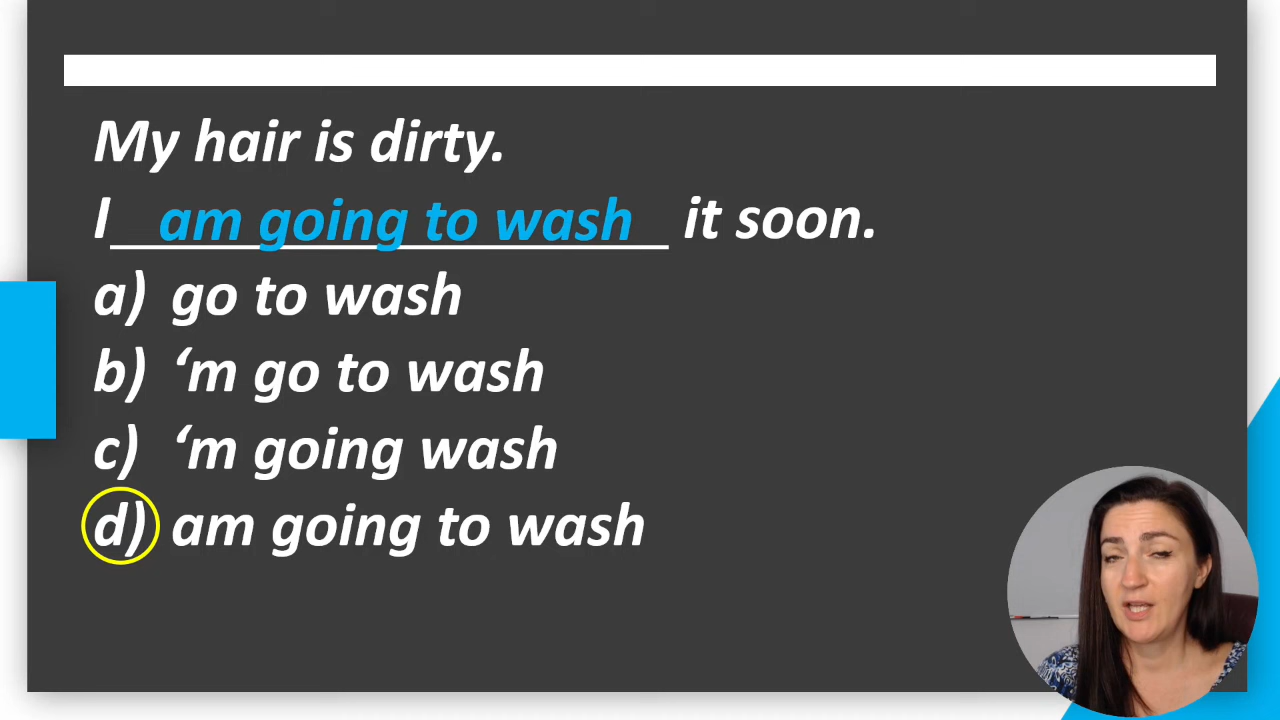 My hair is dirty.
I am going to wash it soon.
a) go to wash
b) ‘m go to wash
c) ‘m going wash
d) am going to wash